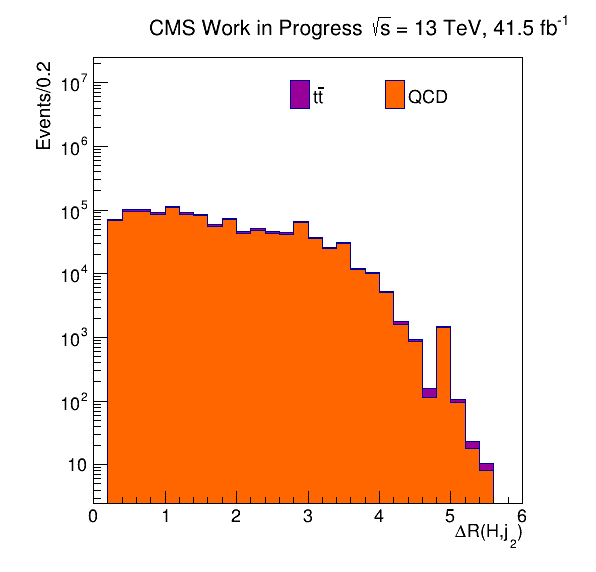 CMS Work in Progress √s = 13 TeV, 41.5 fb⁻¹
Events/0.2
tt̄
QCD
10⁷
10⁶
10⁵
10⁴
10³
10²
10
0 1 2 3 4 5 6
ΔR(H,j₂)